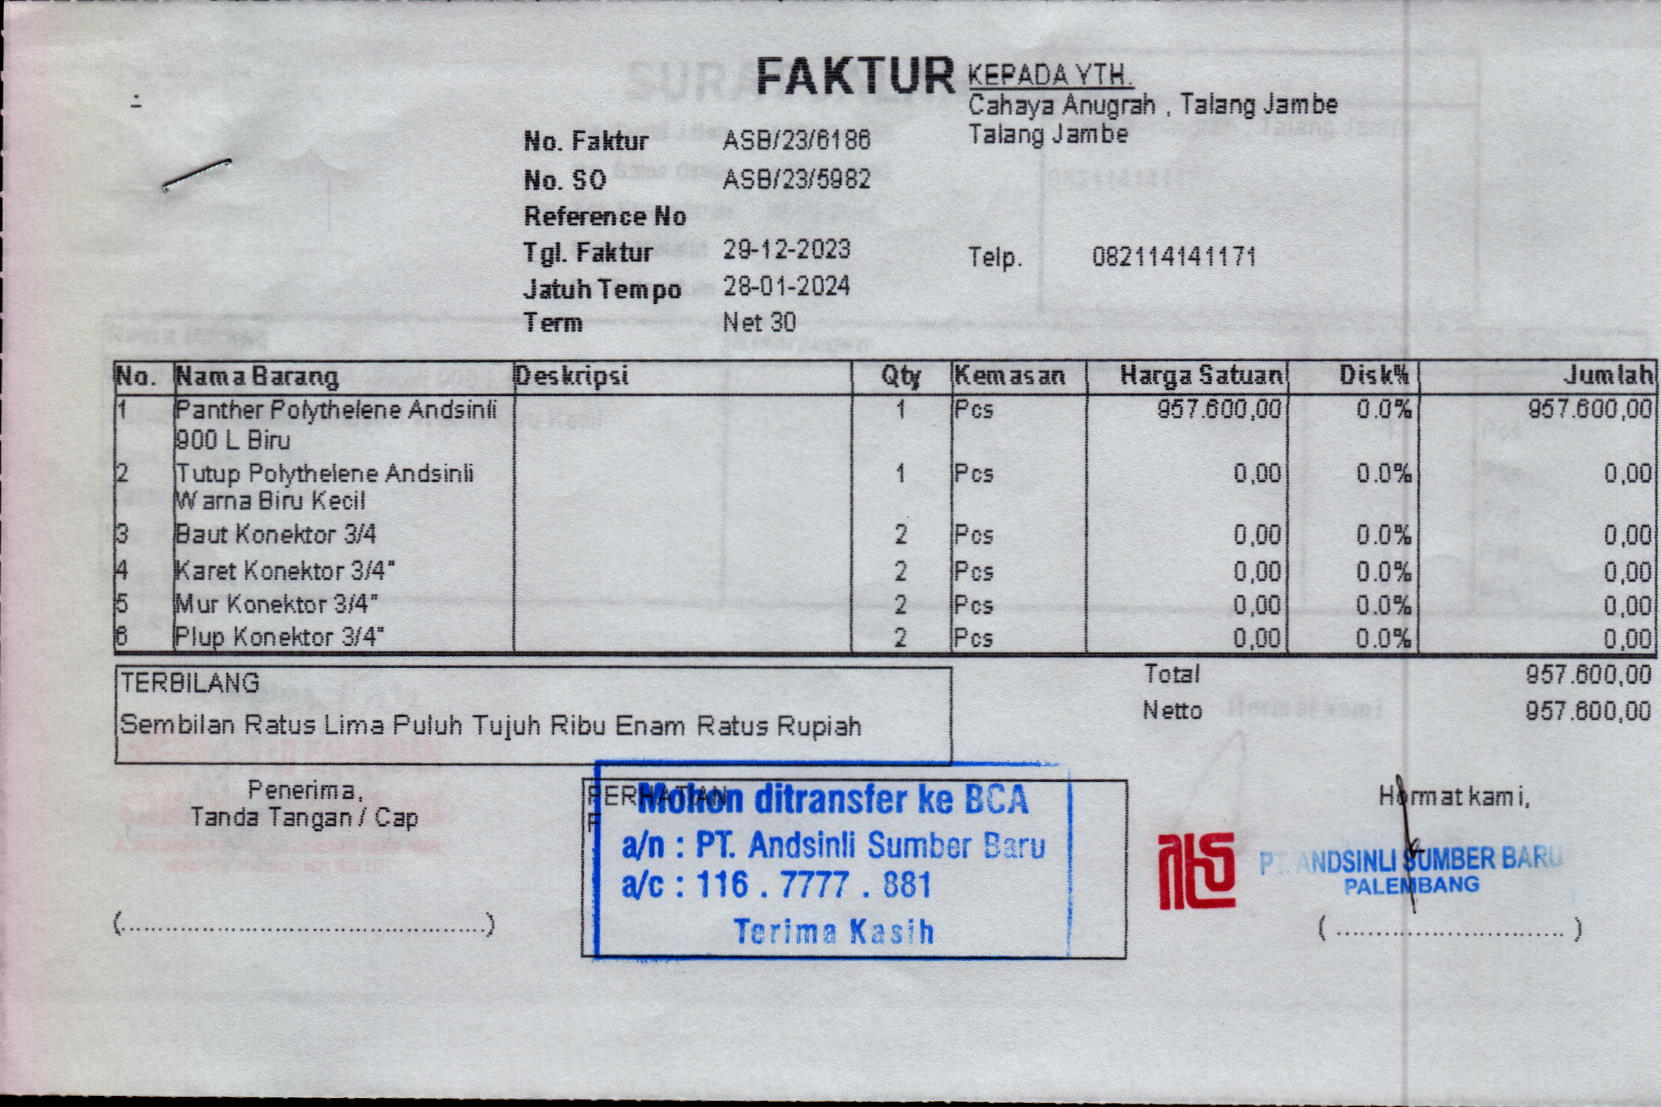 FAKTUR
KEPADA YTH.
Cahaya Anugrah , Talang Jambe
Talang Jambe
No. Faktur ASB/23/6186
No. SO ASB/23/5982
Reference No
Tgl. Faktur 29-12-2023
Telp. 082114141171
Jatuh Tempo 28-01-2024
Term Net 30
No. Nama Barang Deskripsi Qty Kemasan Harga Satuan Disk% Jumlah
1 Panther Polythelene Andsinli 1 Pcs 957.600,00 0.0% 957.600,00
900 L Biru
2 Tutup Polythelene Andsinli 1 Pcs 0,00 0.0% 0,00
Warna Biru Kecil
3 Baut Konektor 3/4 2 Pcs 0,00 0.0% 0,00
4 Karet Konektor 3/4" 2 Pcs 0,00 0.0% 0,00
5 Mur Konektor 3/4" 2 Pcs 0,00 0.0% 0,00
6 Plup Konektor 3/4" 2 Pcs 0,00 0.0% 0,00
TERBILANG
Sembilan Ratus Lima Puluh Tujuh Ribu Enam Ratus Rupiah
Total 957.600,00
Netto 957.600,00
Penerima,
Tanda Tangan / Cap
(..............................................)
PERHATIAN
Mohon ditransfer ke BCA
a/n : PT. Andsinli Sumber Baru
a/c : 116 . 7777 . 881
Terima Kasih
Hormat kami,
PT. ANDSINLI SUMBER BARU
PALEMBANG
( ............................. )